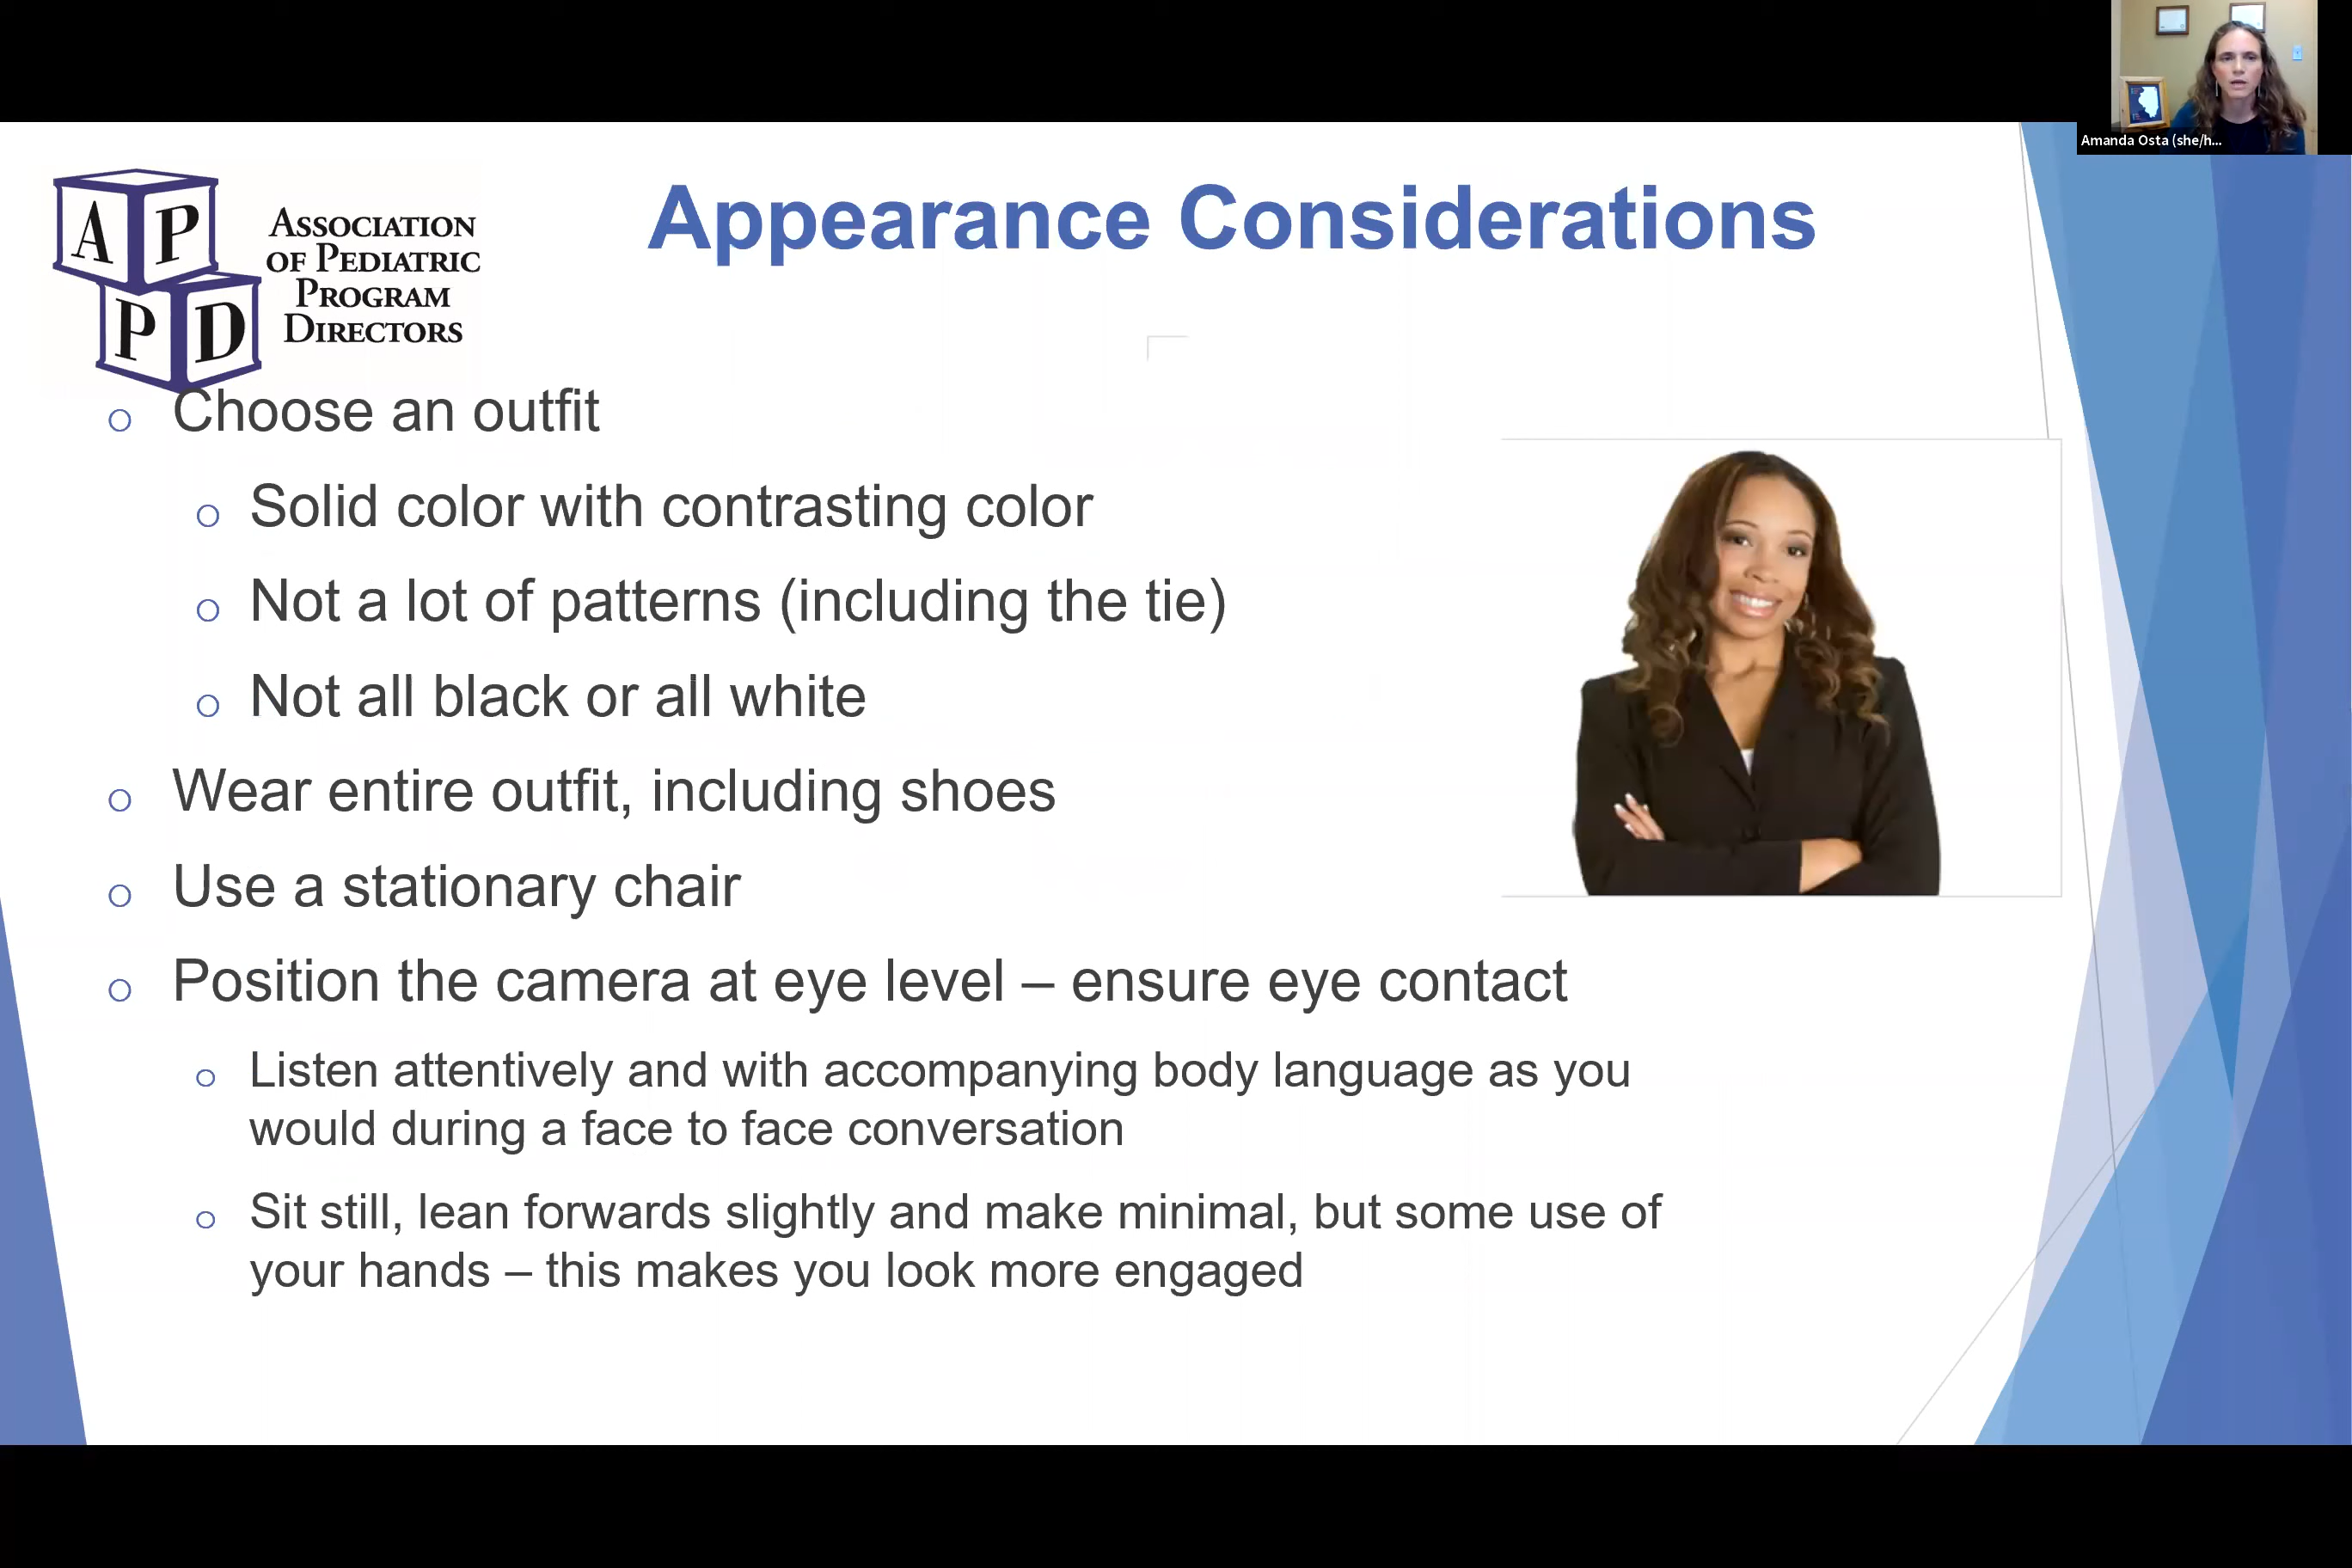 Amanda Osta (she/h...
A P
P D
ASSOCIATION
OF PEDIATRIC
PROGRAM
DIRECTORS
Appearance Considerations
Choose an outfit
Solid color with contrasting color
Not a lot of patterns (including the tie)
Not all black or all white
Wear entire outfit, including shoes
Use a stationary chair
Position the camera at eye level – ensure eye contact
Listen attentively and with accompanying body language as you
would during a face to face conversation
Sit still, lean forwards slightly and make minimal, but some use of
your hands – this makes you look more engaged